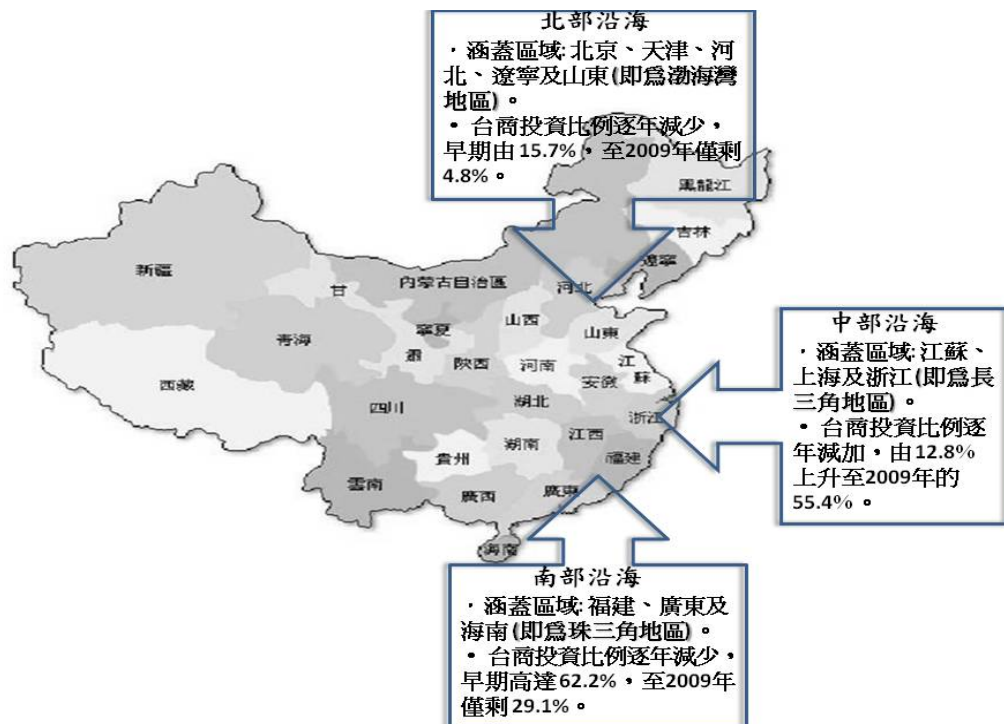 北部沿海
．涵蓋區域:北京、天津、河
北、遼寧及山東(即為渤海灣
地區)。
• 台商投資比例逐年減少，
早期由15.7%，至2009年僅剩
4.8%。
黑龍江
吉林
遼寧
新疆
內蒙古自治區
河北
甘
肅
寧夏
山西
山東
青海
陝西
河南
江
蘇
安徽
西藏
四川
湖北
浙江
湖南
江西
貴州
福建
雲南
廣西
廣東
海南
中部沿海
．涵蓋區域:江蘇、
上海及浙江(即為長
三角地區)。
• 台商投資比例逐
年減加，由12.8%
上升至2009年的
55.4%。
南部沿海
．涵蓋區域:福建、廣東及
海南(即為珠三角地區)。
• 台商投資比例逐年減少，
早期高達62.2%，至2009年
僅剩29.1%。